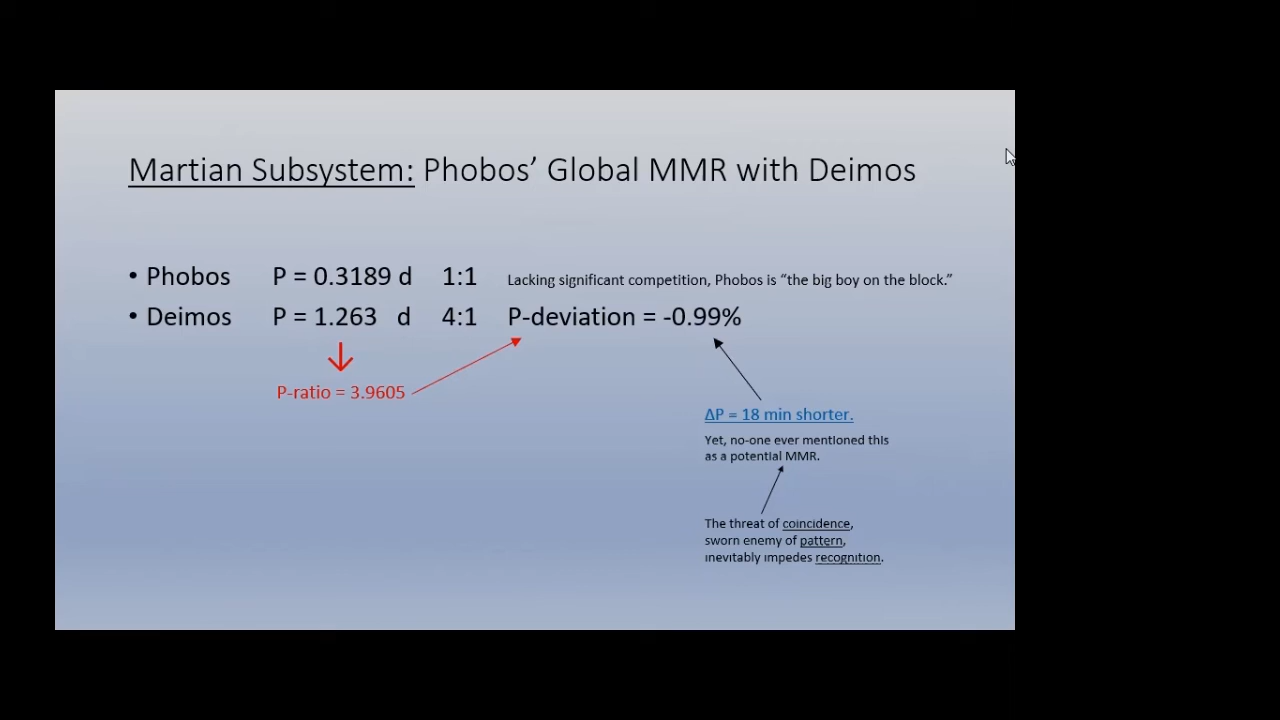 Martian Subsystem: Phobos’ Global MMR with Deimos
• Phobos P = 0.3189 d 1:1 Lacking significant competition, Phobos is “the big boy on the block.”
• Deimos P = 1.263 d 4:1 P-deviation = -0.99%
P-ratio = 3.9605
ΔP = 18 min shorter.
Yet, no-one ever mentioned this
as a potential MMR.
The threat of coincidence,
sworn enemy of pattern,
inevitably impedes recognition.